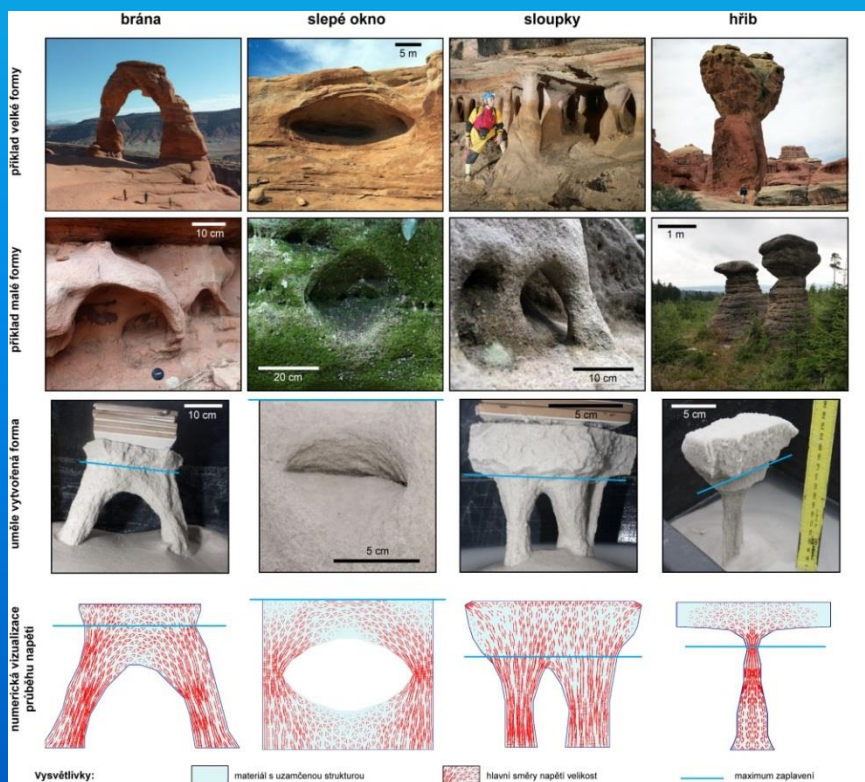 brána slepé okno sloupky hřib
příklad velké formy
5 m
příklad malé formy
10 cm
20 cm
10 cm
1 m
uměle vytvořená forma
10 cm
5 cm
5 cm
5 cm
numerická vizualizace
průběhu napětí
Vysvětlivky: materiál s uzamčenou strukturou hlavní směry napětí velikost maximum zaplavení